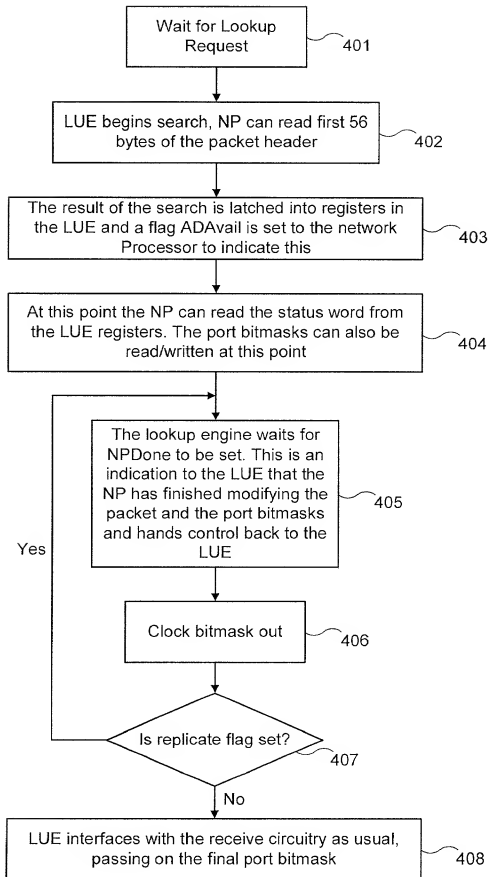 Wait for Lookup
Request
401
LUE begins search, NP can read first 56
bytes of the packet header
402
The result of the search is latched into registers in
the LUE and a flag ADAvail is set to the network
Processor to indicate this
403
At this point the NP can read the status word from
the LUE registers. The port bitmasks can also be
read/written at this point
404
The lookup engine waits for
NPDone to be set. This is an
indication to the LUE that the
NP has finished modifying the
packet and the port bitmasks
and hands control back to the
LUE
405
Yes
Clock bitmask out
406
Is replicate flag set?
407
No
LUE interfaces with the receive circuitry as usual,
passing on the final port bitmask
408